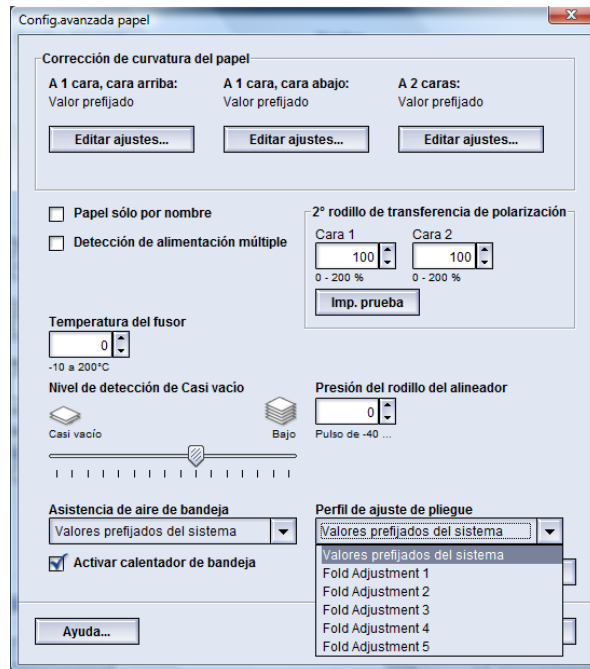 Config.avanzada papel
Corrección de curvatura del papel
A 1 cara, cara arriba:
Valor prefijado
Editar ajustes...
A 1 cara, cara abajo:
Valor prefijado
Editar ajustes...
A 2 caras:
Valor prefijado
Editar ajustes...
Papel sólo por nombre
Detección de alimentación múltiple
2º rodillo de transferencia de polarización
Cara 1
100
0 - 200 %
Cara 2
100
0 - 200 %
Imp. prueba
Temperatura del fusor
0
-10 a 200°C
Nivel de detección de Casi vacío
Casi vacío
Bajo
Presión del rodillo del alineador
0
Pulso de -40 ...
Asistencia de aire de bandeja
Valores prefijados del sistema
Activar calentador de bandeja
Perfil de ajuste de pliegue
Valores prefijados del sistema
Valores prefijados del sistema
Fold Adjustment 1
Fold Adjustment 2
Fold Adjustment 3
Fold Adjustment 4
Fold Adjustment 5
Ayuda...